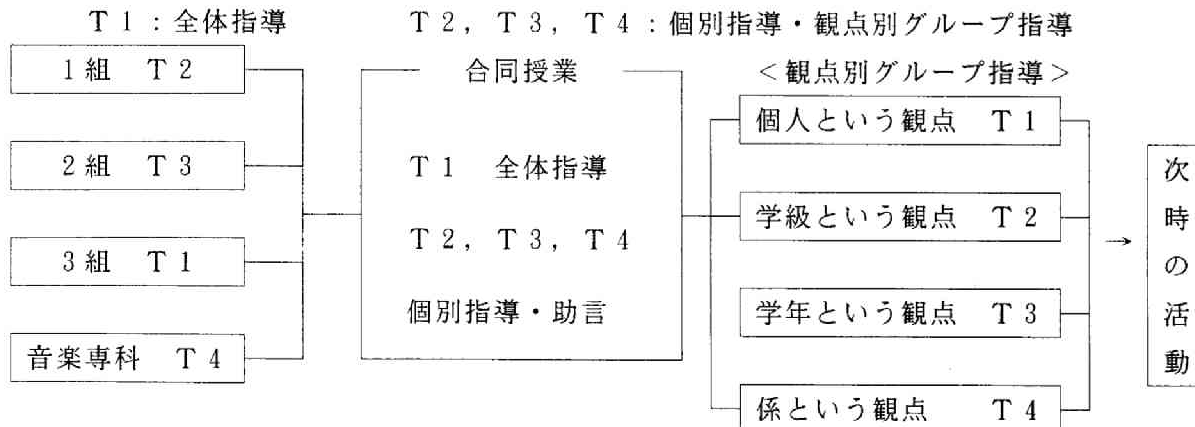 T1：全体指導
T2，T3，T4：個別指導・観点別グループ指導
1組 T2
2組 T3
3組 T1
音楽専科 T4
合同授業
T1 全体指導
T2，T3，T4
個別指導・助言
＜観点別グループ指導＞
個人という観点 T1
学級という観点 T2
学年という観点 T3
係という観点 T4
→
次時の活動